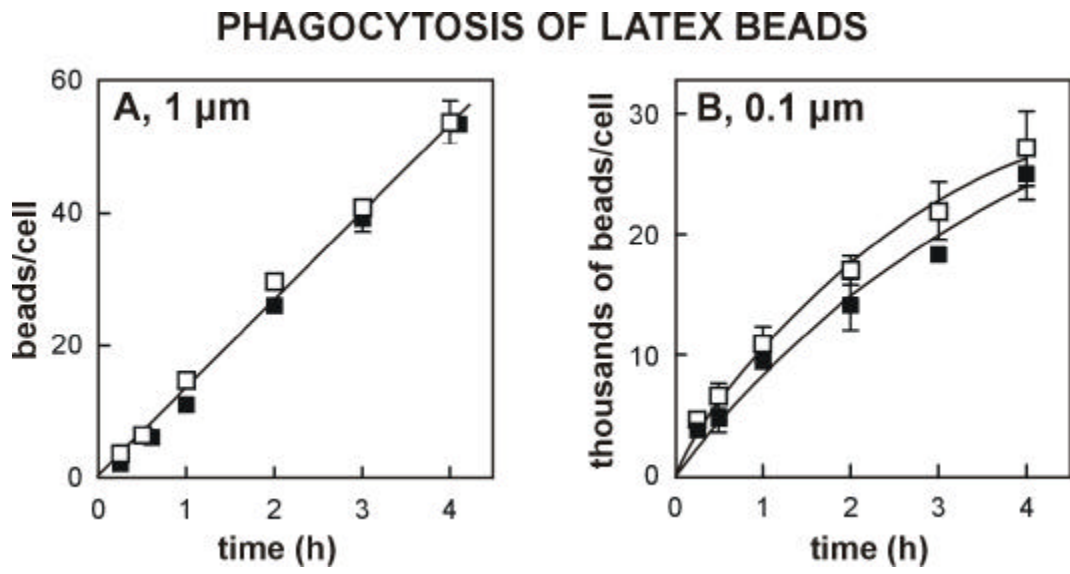 PHAGOCYTOSIS OF LATEX BEADS
A, 1 µm
60
40
20
0
beads/cell
0 1 2 3 4
time (h)
B, 0.1 µm
30
20
10
0
thousands of beads/cell
0 1 2 3 4
time (h)